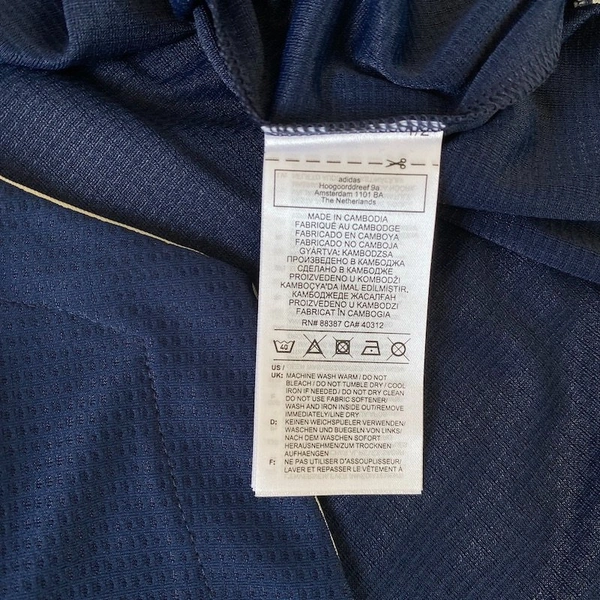 1/2
adidas
Hoogoorddreef 9a
Amsterdam 1101 BA
The Netherlands
MADE IN CAMBODIA
FABRIQUÉ AU CAMBODGE
FABRICADO EN CAMBOYA
FABRICADO NO CAMBOJA
GYÁRTVA: KAMBODZSA
ПРОИЗВЕДЕНО В КАМБОДЖА
СДЕЛАНО В КАМБОДЖЕ
PROIZVEDENO U KOMBODŽI
KAMBOÇYA'DA İMAL EDİLMİŞTİR,
КАМБОДЖЕДЕ ЖАСАЛҒАН
PROIZVEDENO U KAMBODŽI
FABRICAT ÎN CAMBOGIA
RN# 88387 CA# 40312
40
US /
UK: MACHINE WASH WARM / DO NOT
BLEACH / DO NOT TUMBLE DRY / COOL
IRON IF NEEDED / DO NOT DRY CLEAN
DO NOT USE FABRIC SOFTENER/
WASH AND IRON INSIDE OUT/REMOVE
IMMEDIATELY/LINE DRY
D: KEINEN WEICHSPUELER VERWENDEN/
WASCHEN UND BUEGELN VON LINKS/
NACH DEM WASCHEN SOFORT
HERAUSNEHMEN/ZUM TROCKNEN
AUFHAENGEN
F: NE PAS UTILISER D'ASSOUPLISSEUR/
LAVER ET REPASSER LE VÊTEMENT À